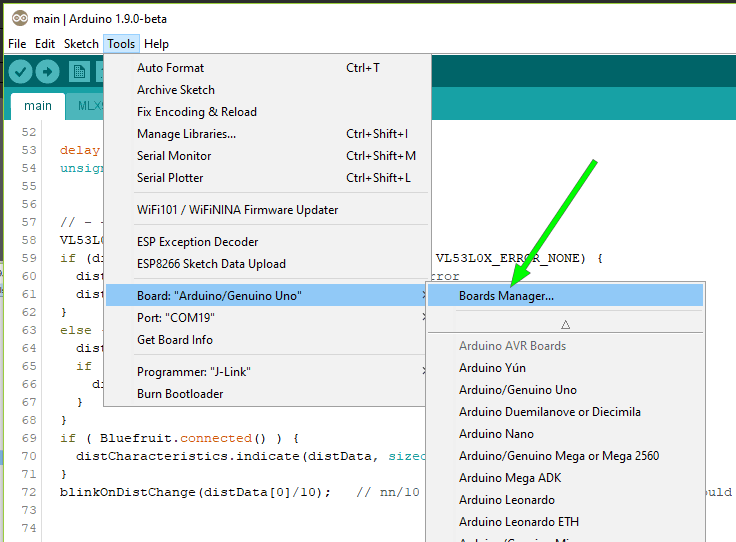 main | Arduino 1.9.0-beta
File Edit Sketch Tools Help
Auto Format Ctrl+T
Archive Sketch
Fix Encoding & Reload
Manage Libraries... Ctrl+Shift+I
Serial Monitor Ctrl+Shift+M
Serial Plotter Ctrl+Shift+L
WiFi101 / WiFiNINA Firmware Updater
ESP Exception Decoder
ESP8266 Sketch Data Upload
Board: "Arduino/Genuino Uno"
Port: "COM19"
Get Board Info
Programmer: "J-Link"
Burn Bootloader
Boards Manager...
Arduino AVR Boards
Arduino Yún
Arduino/Genuino Uno
Arduino Duemilanove or Diecimila
Arduino Nano
Arduino/Genuino Mega or Mega 2560
Arduino Mega ADK
Arduino Leonardo
Arduino Leonardo ETH
main
52
53 delay
54 unsign
55
56
57 // - -
58 VL53L0
59 if (di VL53L0X_ERROR_NONE) {
60 dist rror
61 dist
62 }
63 else
64 dist
65 if
66 di
67 }
68 }
69 if ( Bluefruit.connected() ) {
70 distCharacteristics.indicate(distData, sizeo
71 }
72 blinkOnDistChange(distData[0]/10); // nn/10 ould
73
74